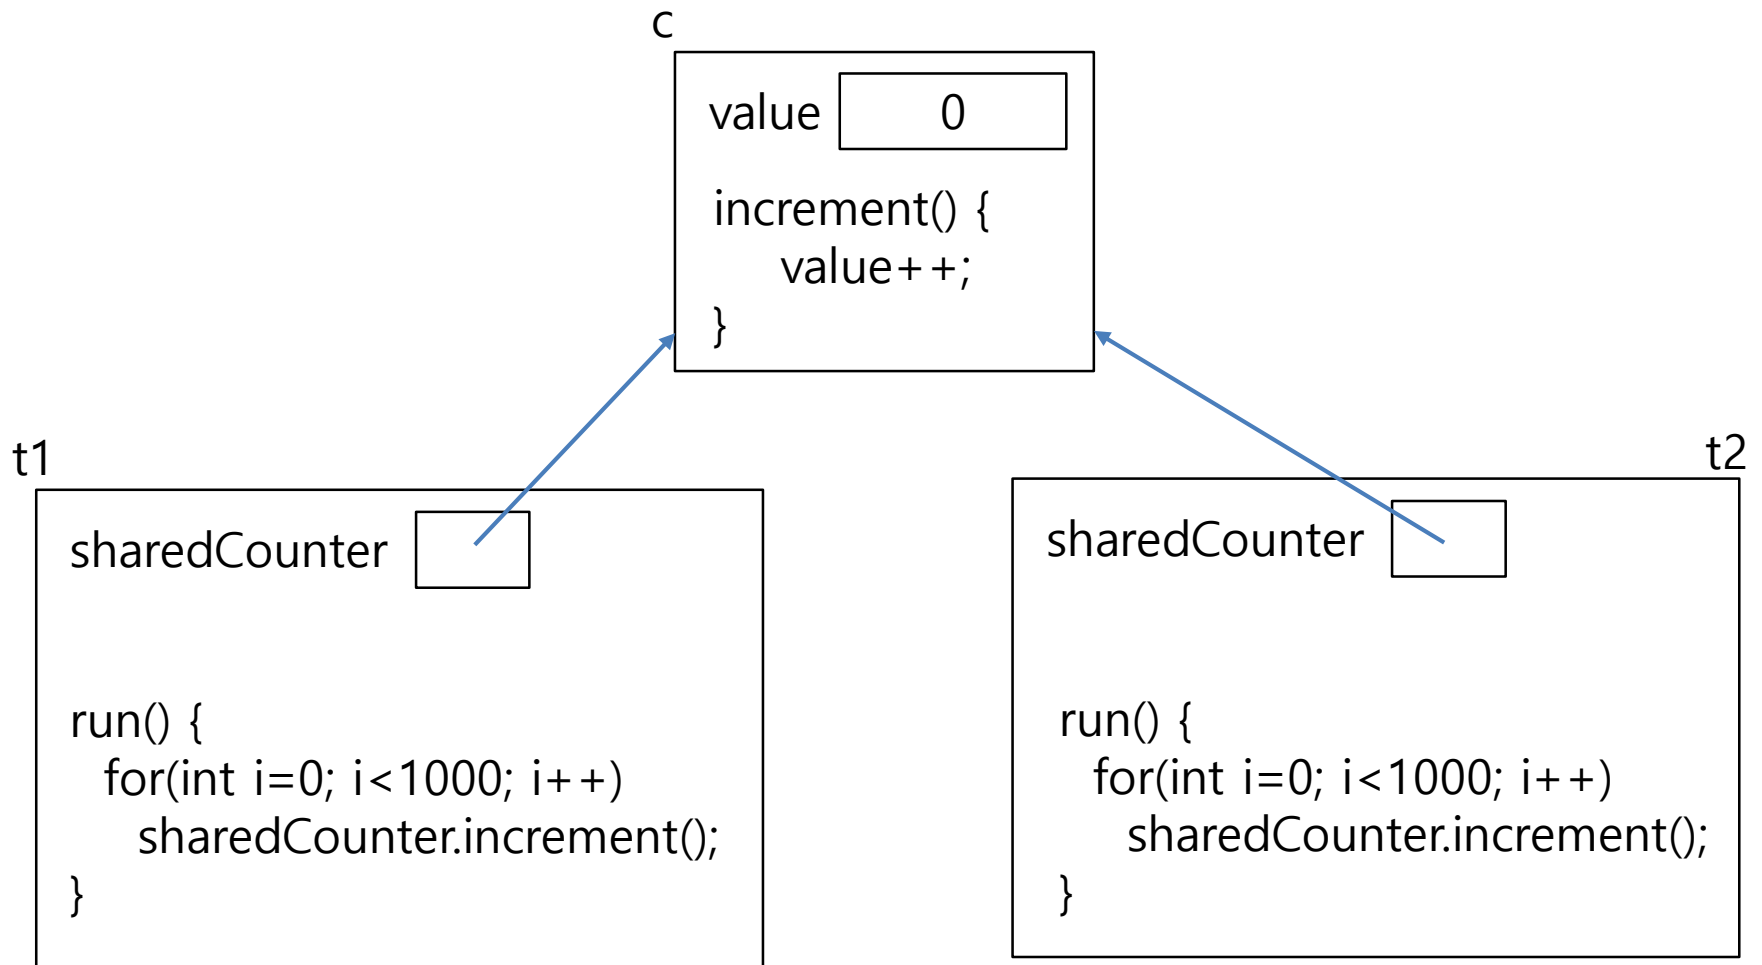 c
value 0
increment() {
value++;
}
t1
sharedCounter
run() {
for(int i=0; i<1000; i++)
sharedCounter.increment();
}
t2
sharedCounter
run() {
for(int i=0; i<1000; i++)
sharedCounter.increment();
}